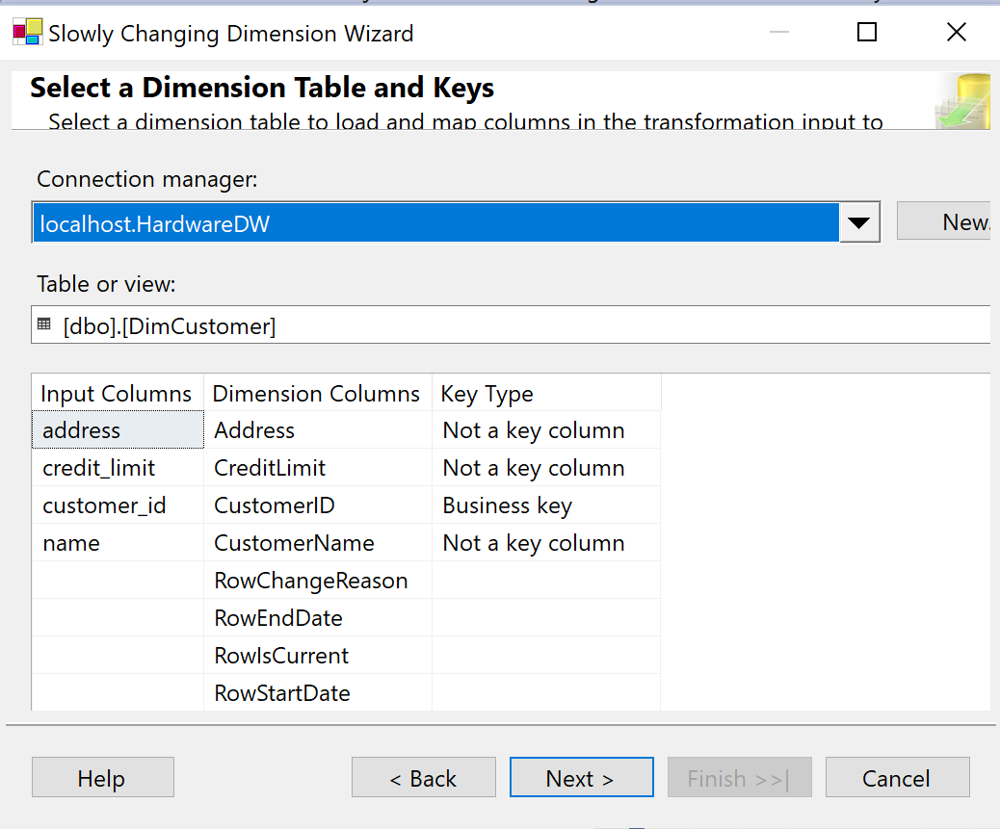 Slowly Changing Dimension Wizard
Select a Dimension Table and Keys
Select a dimension table to load and map columns in the transformation input to
Connection manager:
localhost.HardwareDW
New.
Table or view:
[dbo].[DimCustomer]
Input Columns Dimension Columns Key Type
address Address Not a key column
credit_limit CreditLimit Not a key column
customer_id CustomerID Business key
name CustomerName Not a key column
RowChangeReason
RowEndDate
RowIsCurrent
RowStartDate
Help < Back Next > Finish >>| Cancel